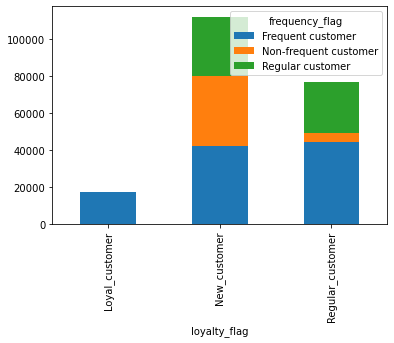 frequency_flag
Frequent customer
Non-frequent customer
Regular customer
100000
80000
60000
40000
20000
0
Loyal_customer
New_customer
Regular_customer
loyalty_flag